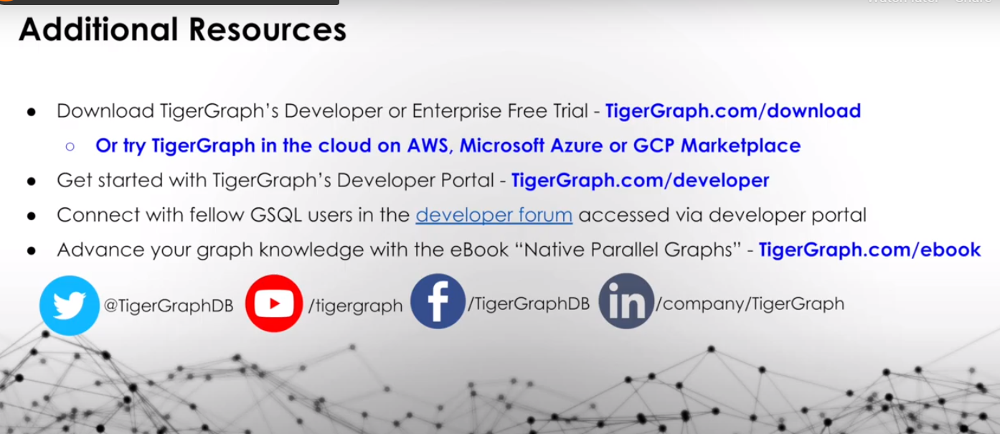 Additional Resources
● Download TigerGraph's Developer or Enterprise Free Trial - TigerGraph.com/download
○ Or try TigerGraph in the cloud on AWS, Microsoft Azure or GCP Marketplace
● Get started with TigerGraph's Developer Portal - TigerGraph.com/developer
● Connect with fellow GSQL users in the developer forum accessed via developer portal
● Advance your graph knowledge with the eBook “Native Parallel Graphs” - TigerGraph.com/ebook
@TigerGraphDB /tigergraph /TigerGraphDB in /company/TigerGraph